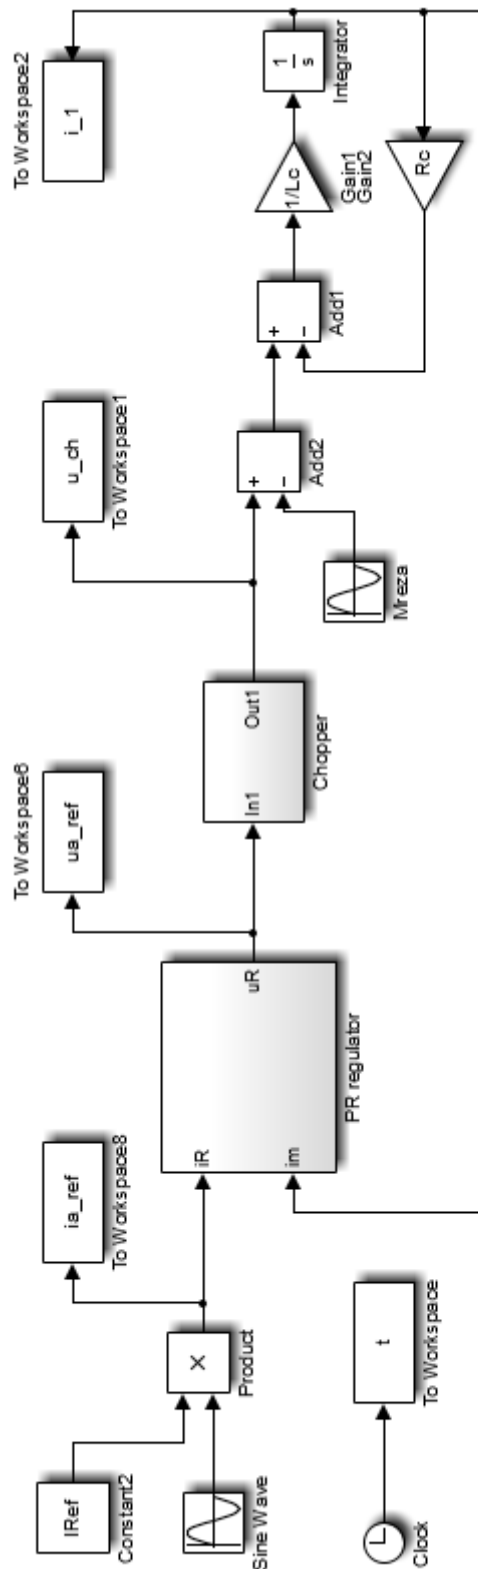 IRef
Constant2
Sine Wave
×
Product
ia_ref
To Workspace8
iR
im
uR
PR regulator
ua_ref
To Workspace6
In1
Out1
Chopper
u_ch
To Workspace1
Mreza
+
−
Add2
+
−
Add1
1/Lc
Gain1
Gain2
1
s
Integrator
i_1
To Workspace2
Rc
Clock
t
To Workspace